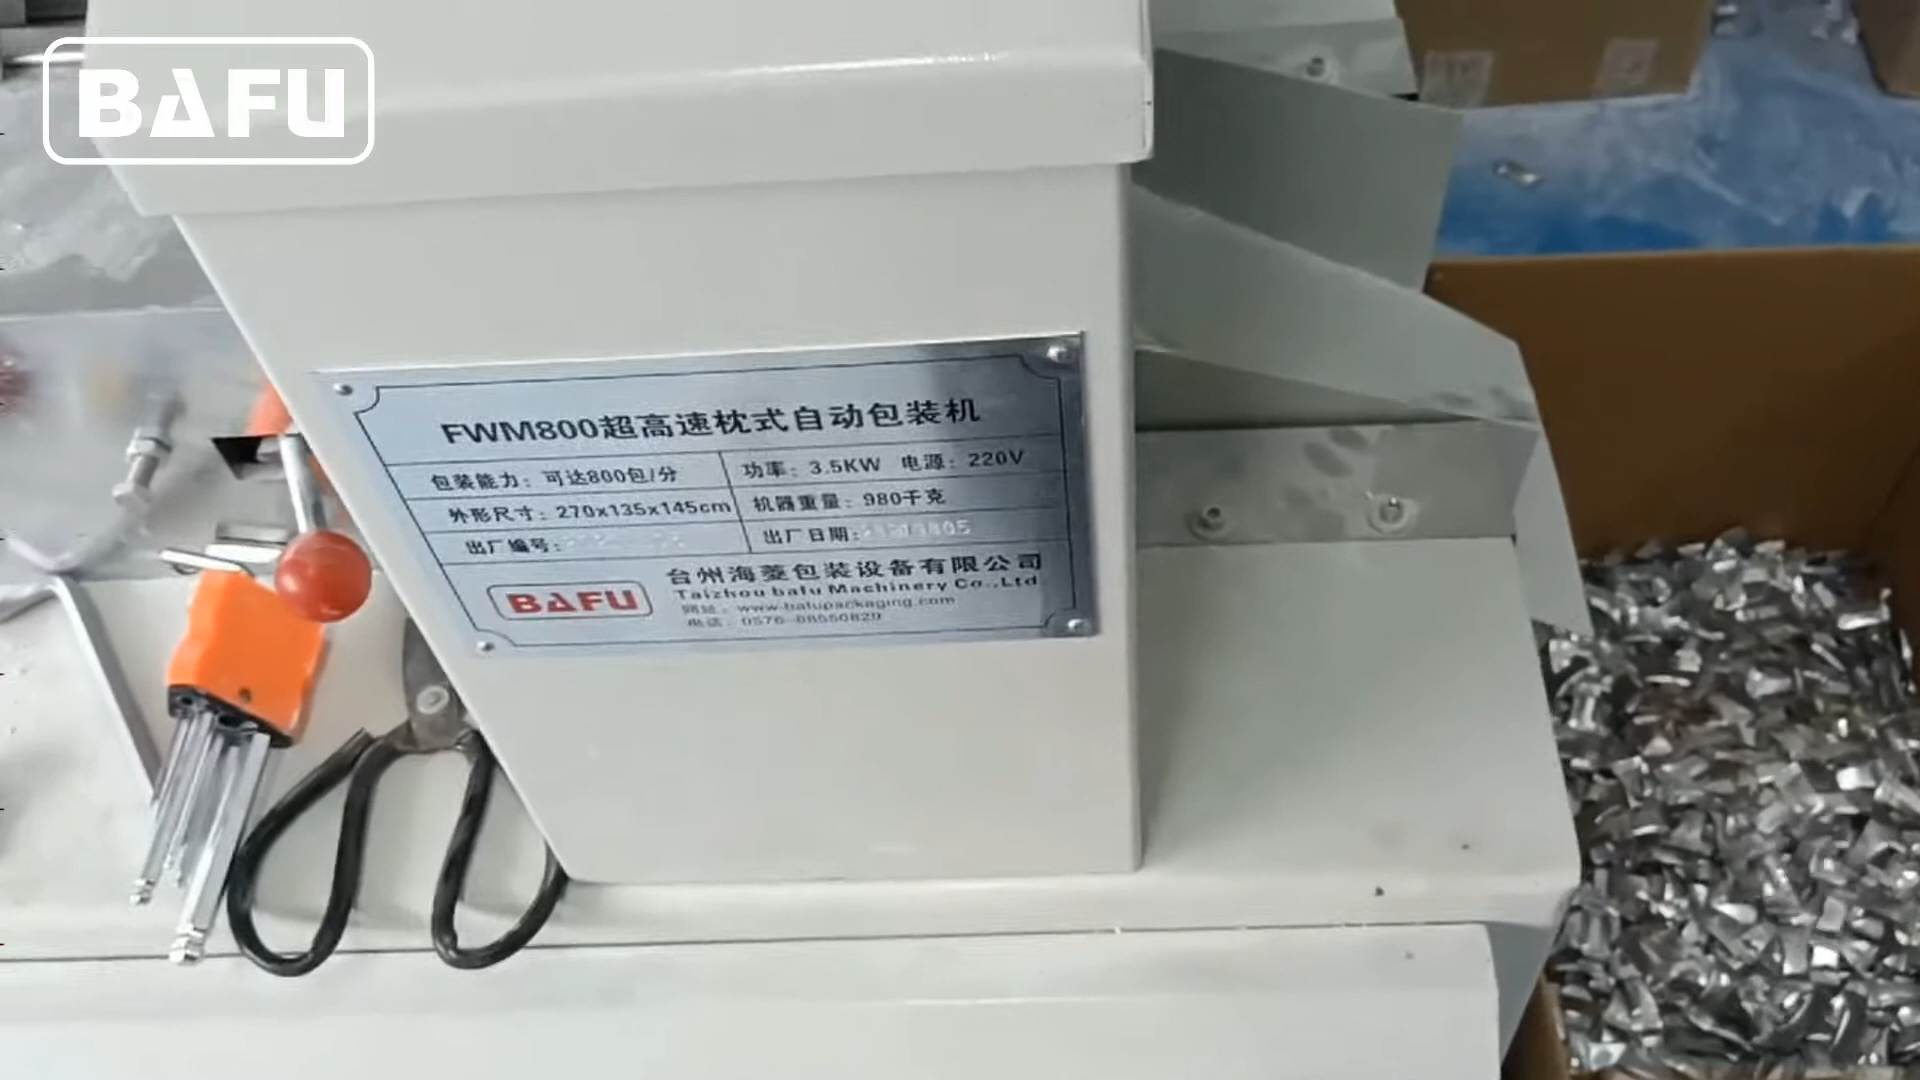 BAFU
FWM800超高速枕式自动包装机
包装能力：可达800包/分
功率：3.5KW 电源：220V
外形尺寸：270x135x145cm
机器重量：980千克
出厂编号：
出厂日期：
BAFU
台州海菱包装设备有限公司
Taizhou bafu Machinery Co.,Ltd
网址：www.bafupackaging.com
电话：0576-88550829